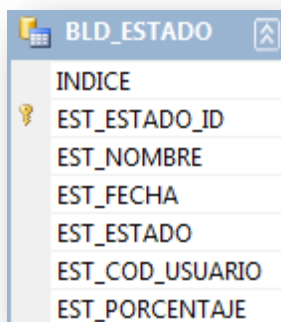 BLD_ESTADO
INDICE
EST_ESTADO_ID
EST_NOMBRE
EST_FECHA
EST_ESTADO
EST_COD_USUARIO
EST_PORCENTAJE